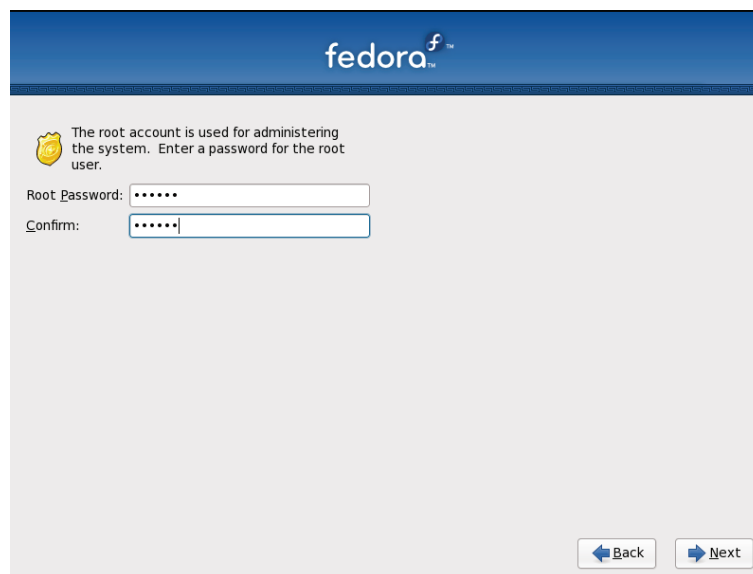 fedora
The root account is used for administering
the system.  Enter a password for the root
user.
Root Password: ••••••
Confirm: ••••••
Back
Next